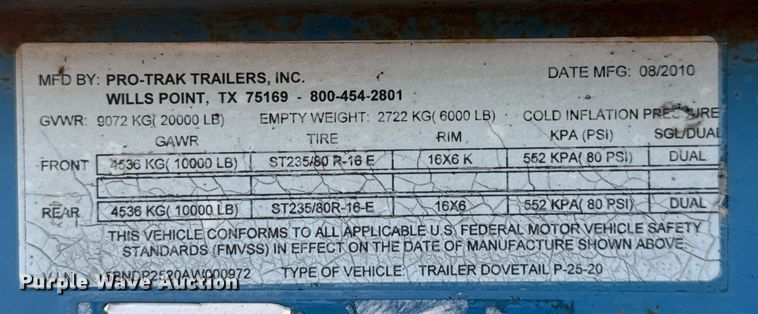 MFD BY: PRO-TRAK TRAILERS, INC. DATE MFG: 08/2010
WILLS POINT, TX 75169 - 800-454-2801
GVWR: 9072 KG( 20000 LB) EMPTY WEIGHT: 2722 KG( 6000 LB) COLD INFLATION PRESSURE
GAWR TIRE RIM KPA (PSI) SGL/DUAL
FRONT 4536 KG( 10000 LB) ST235/80 R-16 E 16X6 K 552 KPA( 80 PSI) DUAL
REAR 4536 KG( 10000 LB) ST235/80R-16-E 16X6 552 KPA( 80 PSI) DUAL
THIS VEHICLE CONFORMS TO ALL APPLICABLE U.S. FEDERAL MOTOR VEHICLE SAFETY
STANDARDS (FMVSS) IN EFFECT ON THE DATE OF MANUFACTURE SHOWN ABOVE.
TYPE OF VEHICLE: TRAILER DOVETAIL P-25-20
Purple Wave Auction